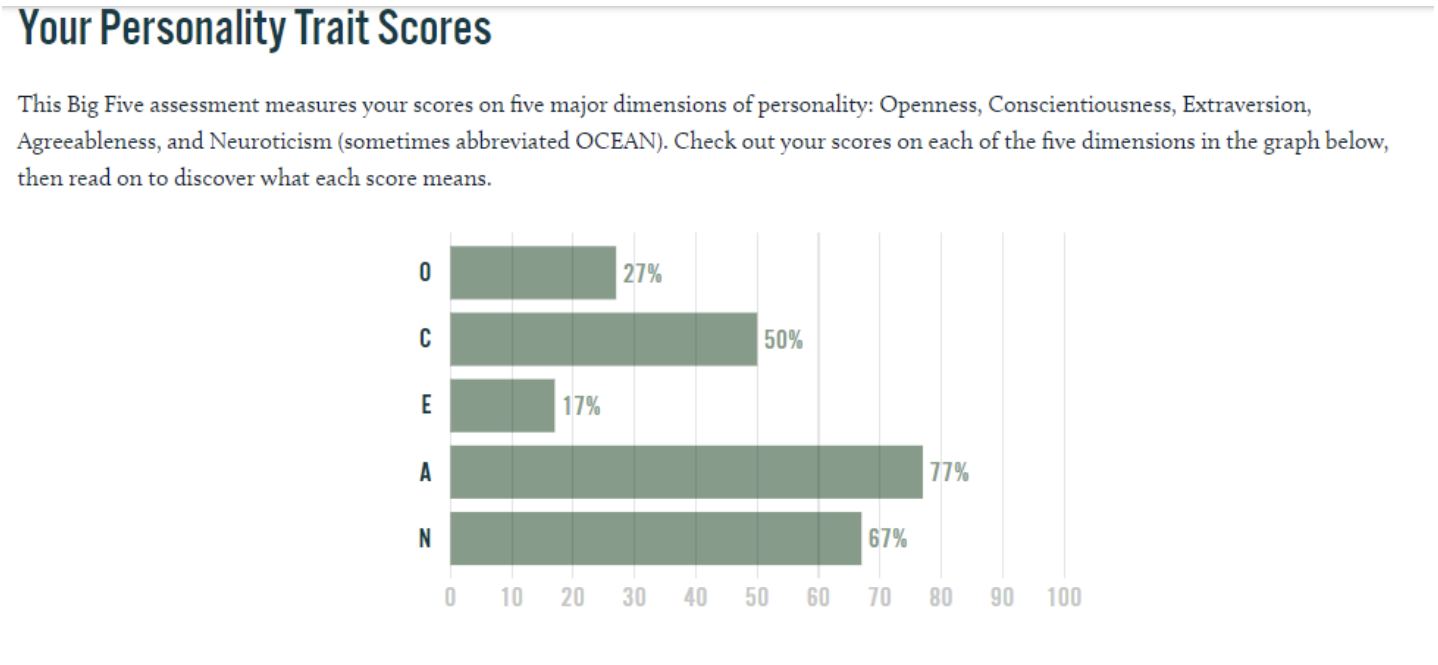 Your Personality Trait Scores
This Big Five assessment measures your scores on five major dimensions of personality: Openness, Conscientiousness, Extraversion,
Agreeableness, and Neuroticism (sometimes abbreviated OCEAN). Check out your scores on each of the five dimensions in the graph below,
then read on to discover what each score means.
O 27%
C 50%
E 17%
A 77%
N 67%
0 10 20 30 40 50 60 70 80 90 100